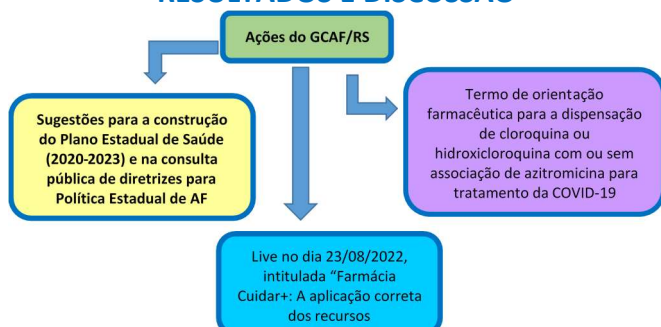 RESULTADOS E DISCUSSÃO
Ações do GCAF/RS
Sugestões para a construção
do Plano Estadual de Saúde
(2020-2023) e na consulta
pública de diretrizes para
Política Estadual de AF
Termo de orientação
farmacêutica para a dispensação
de cloroquina ou
hidroxicloroquina com ou sem
associação de azitromicina para
tratamento da COVID-19
Live no dia 23/08/2022,
intitulada “Farmácia
Cuidar+: A aplicação correta
dos recursos